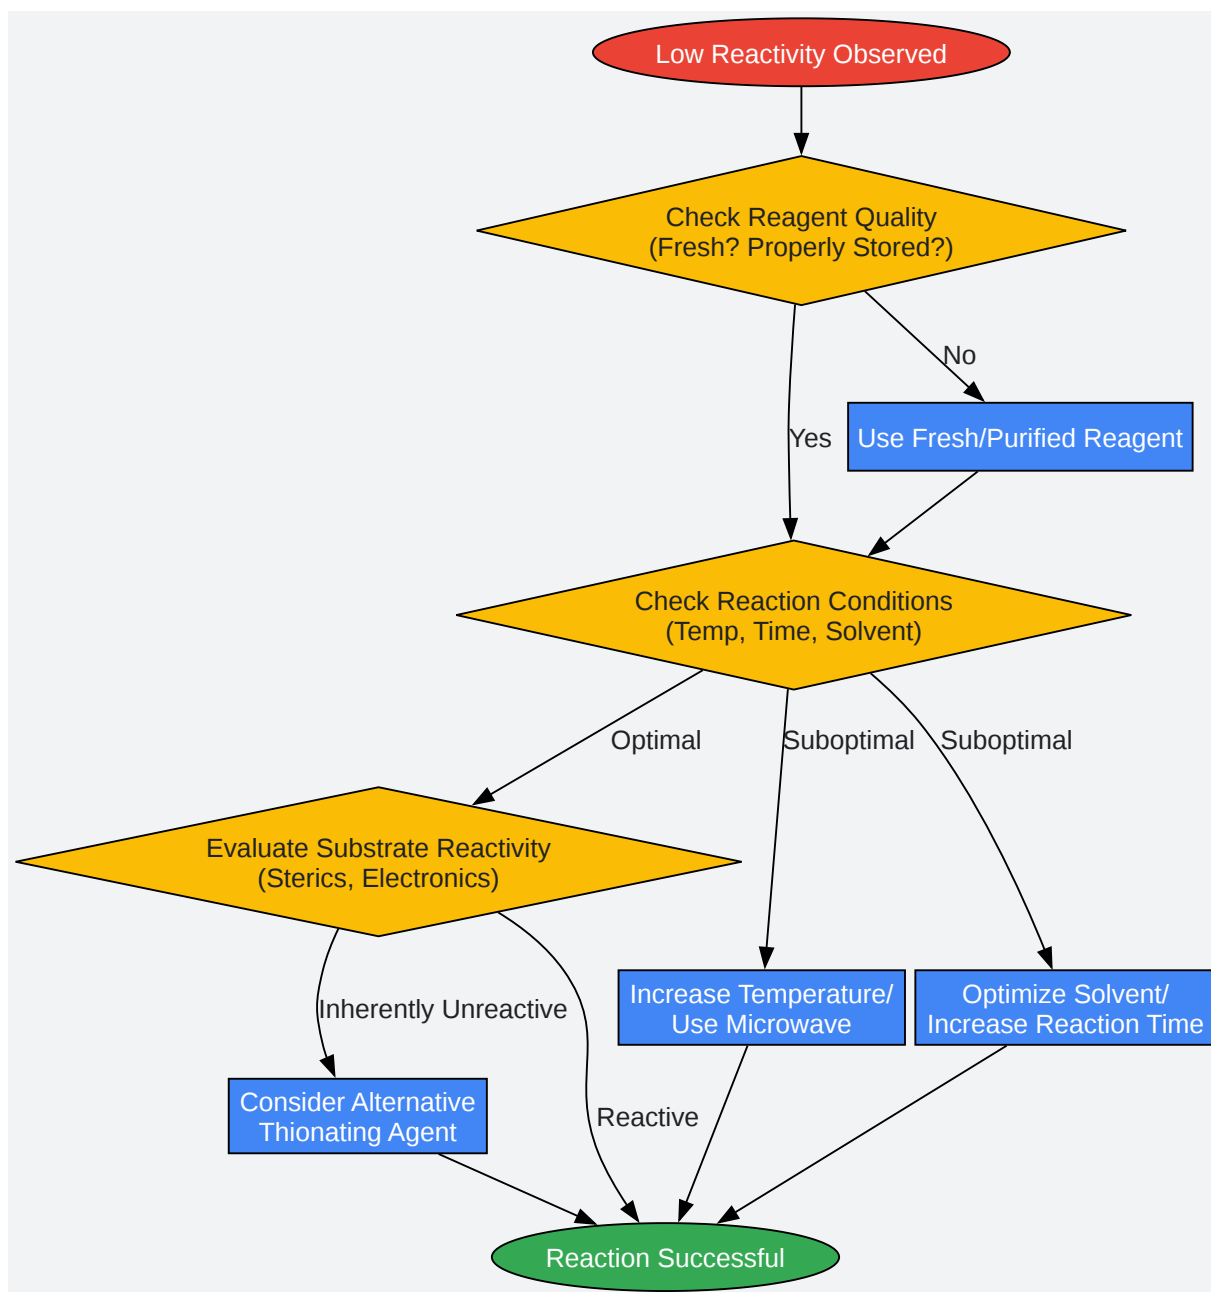 Low Reactivity Observed
Check Reagent Quality
(Fresh? Properly Stored?)
No
Yes
Use Fresh/Purified Reagent
Check Reaction Conditions
(Temp, Time, Solvent)
Optimal
Suboptimal
Suboptimal
Evaluate Substrate Reactivity
(Sterics, Electronics)
Increase Temperature/
Use Microwave
Optimize Solvent/
Increase Reaction Time
Inherently Unreactive
Consider Alternative
Thionating Agent
Reactive
Reaction Successful